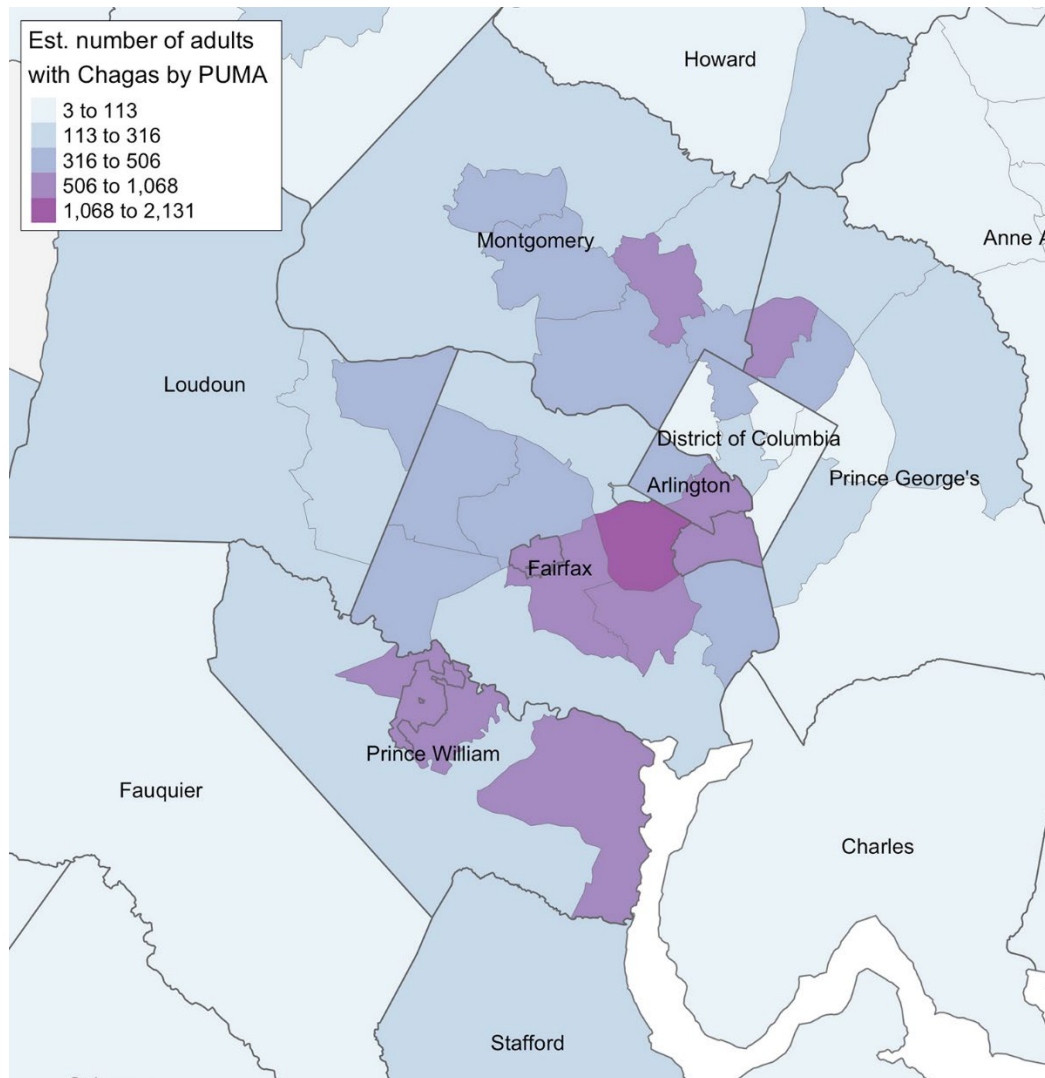 Est. number of adults
with Chagas by PUMA
3 to 113
113 to 316
316 to 506
506 to 1,068
1,068 to 2,131
Howard
Montgomery
Anne A
Loudoun
District of Columbia
Arlington
Prince George's
Fairfax
Prince William
Fauquier
Charles
Stafford